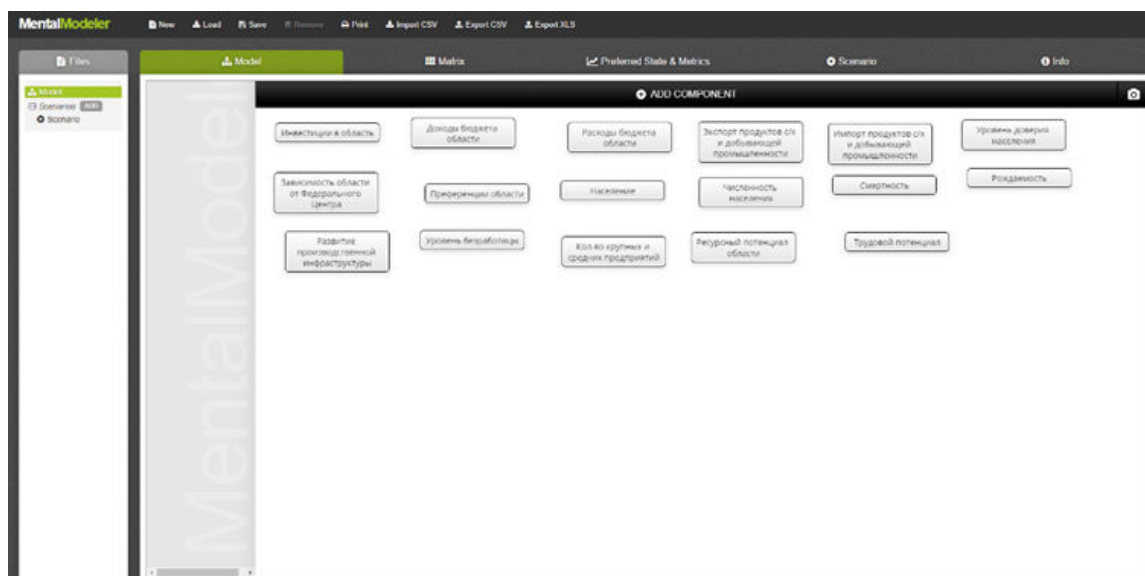 MentalModeler
New Load Save Remove Print Import CSV Export CSV Export XLS
Files
Model Matrix Preferred State & Metrics Scenario Info
Model
Scenarios ADD
Scenario
ADD COMPONENT
Инвестиции в область
Доходы бюджета
области
Расходы бюджета
области
Экспорт продуктов с/х
и добывающей
промышленности
Импорт продуктов с/х
и добывающей
промышленности
Уровень доверия
населения
Зависимость области
от Федерального
Центра
Преференции области
Население
Численность
населения
Смертность
Рождаемость
Развитие
производственной
инфраструктуры
Уровень безработицы
Кол-во крупных и
средних предприятий
Ресурсный потенциал
области
Трудовой потенциал
MentalModeler